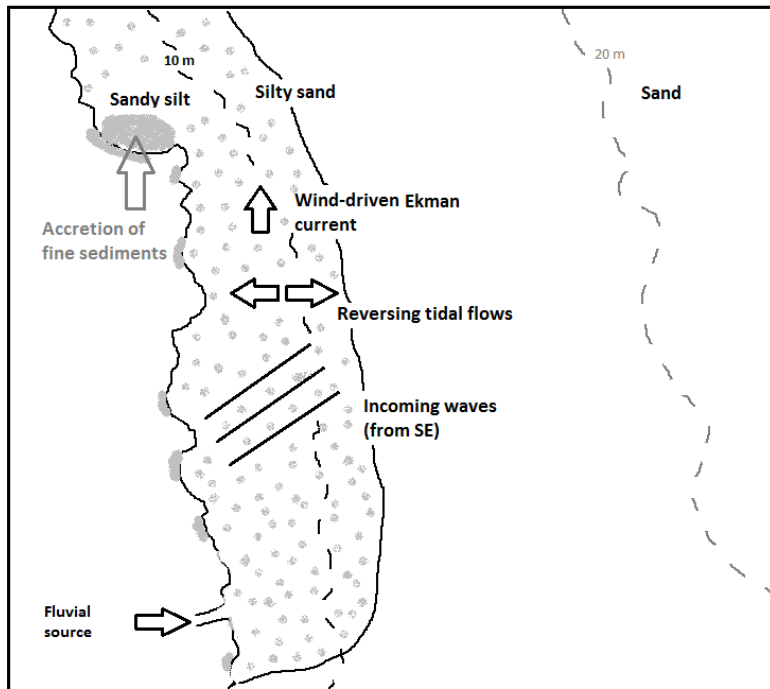 10 m
20 m
Sandy silt
Silty sand
Sand
Wind-driven Ekman
current
Accretion of
fine sediments
Reversing tidal flows
Incoming waves
(from SE)
Fluvial
source